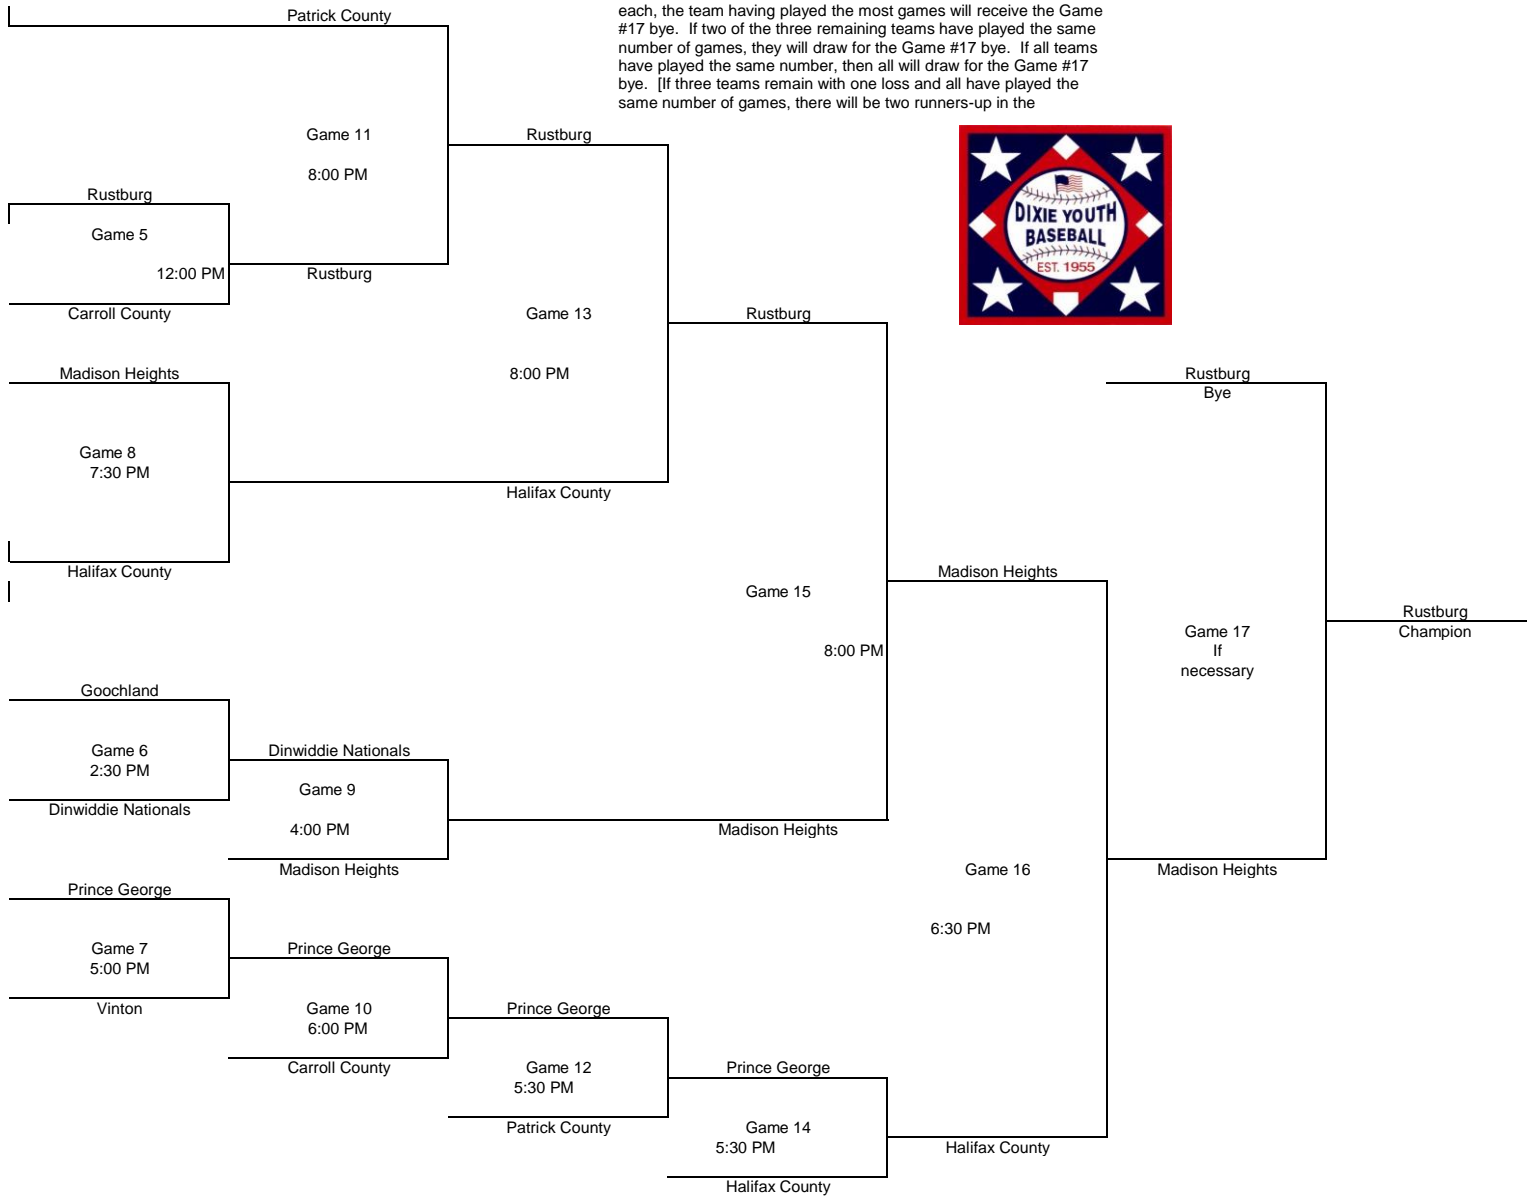 Patrick County
each, the team having played the most games will receive the Game
#17 bye.  If two of the three remaining teams have played the same
number of games, they will draw for the Game #17 bye.  If all teams
have played the same number, then all will draw for the Game #17
bye.  [If three teams remain with one loss and all have played the
same number of games, there will be two runners-up in the
Game 11
Rustburg
8:00 PM
DIXIE YOUTH
BASEBALL
EST. 1955
Rustburg
Game 5
12:00 PM
Rustburg
Carroll County
Game 13
Rustburg
Madison Heights
8:00 PM
Rustburg
Bye
Game 8
7:30 PM
Halifax County
Halifax County
Madison Heights
Game 15
Rustburg
Champion
Game 17
If
necessary
8:00 PM
Goochland
Game 6
2:30 PM
Dinwiddie Nationals
Dinwiddie Nationals
Game 9
4:00 PM
Madison Heights
Madison Heights
Game 16
Madison Heights
Prince George
6:30 PM
Game 7
5:00 PM
Prince George
Vinton
Game 10
6:00 PM
Prince George
Carroll County
Game 12
5:30 PM
Prince George
Patrick County
Game 14
5:30 PM
Halifax County
Halifax County